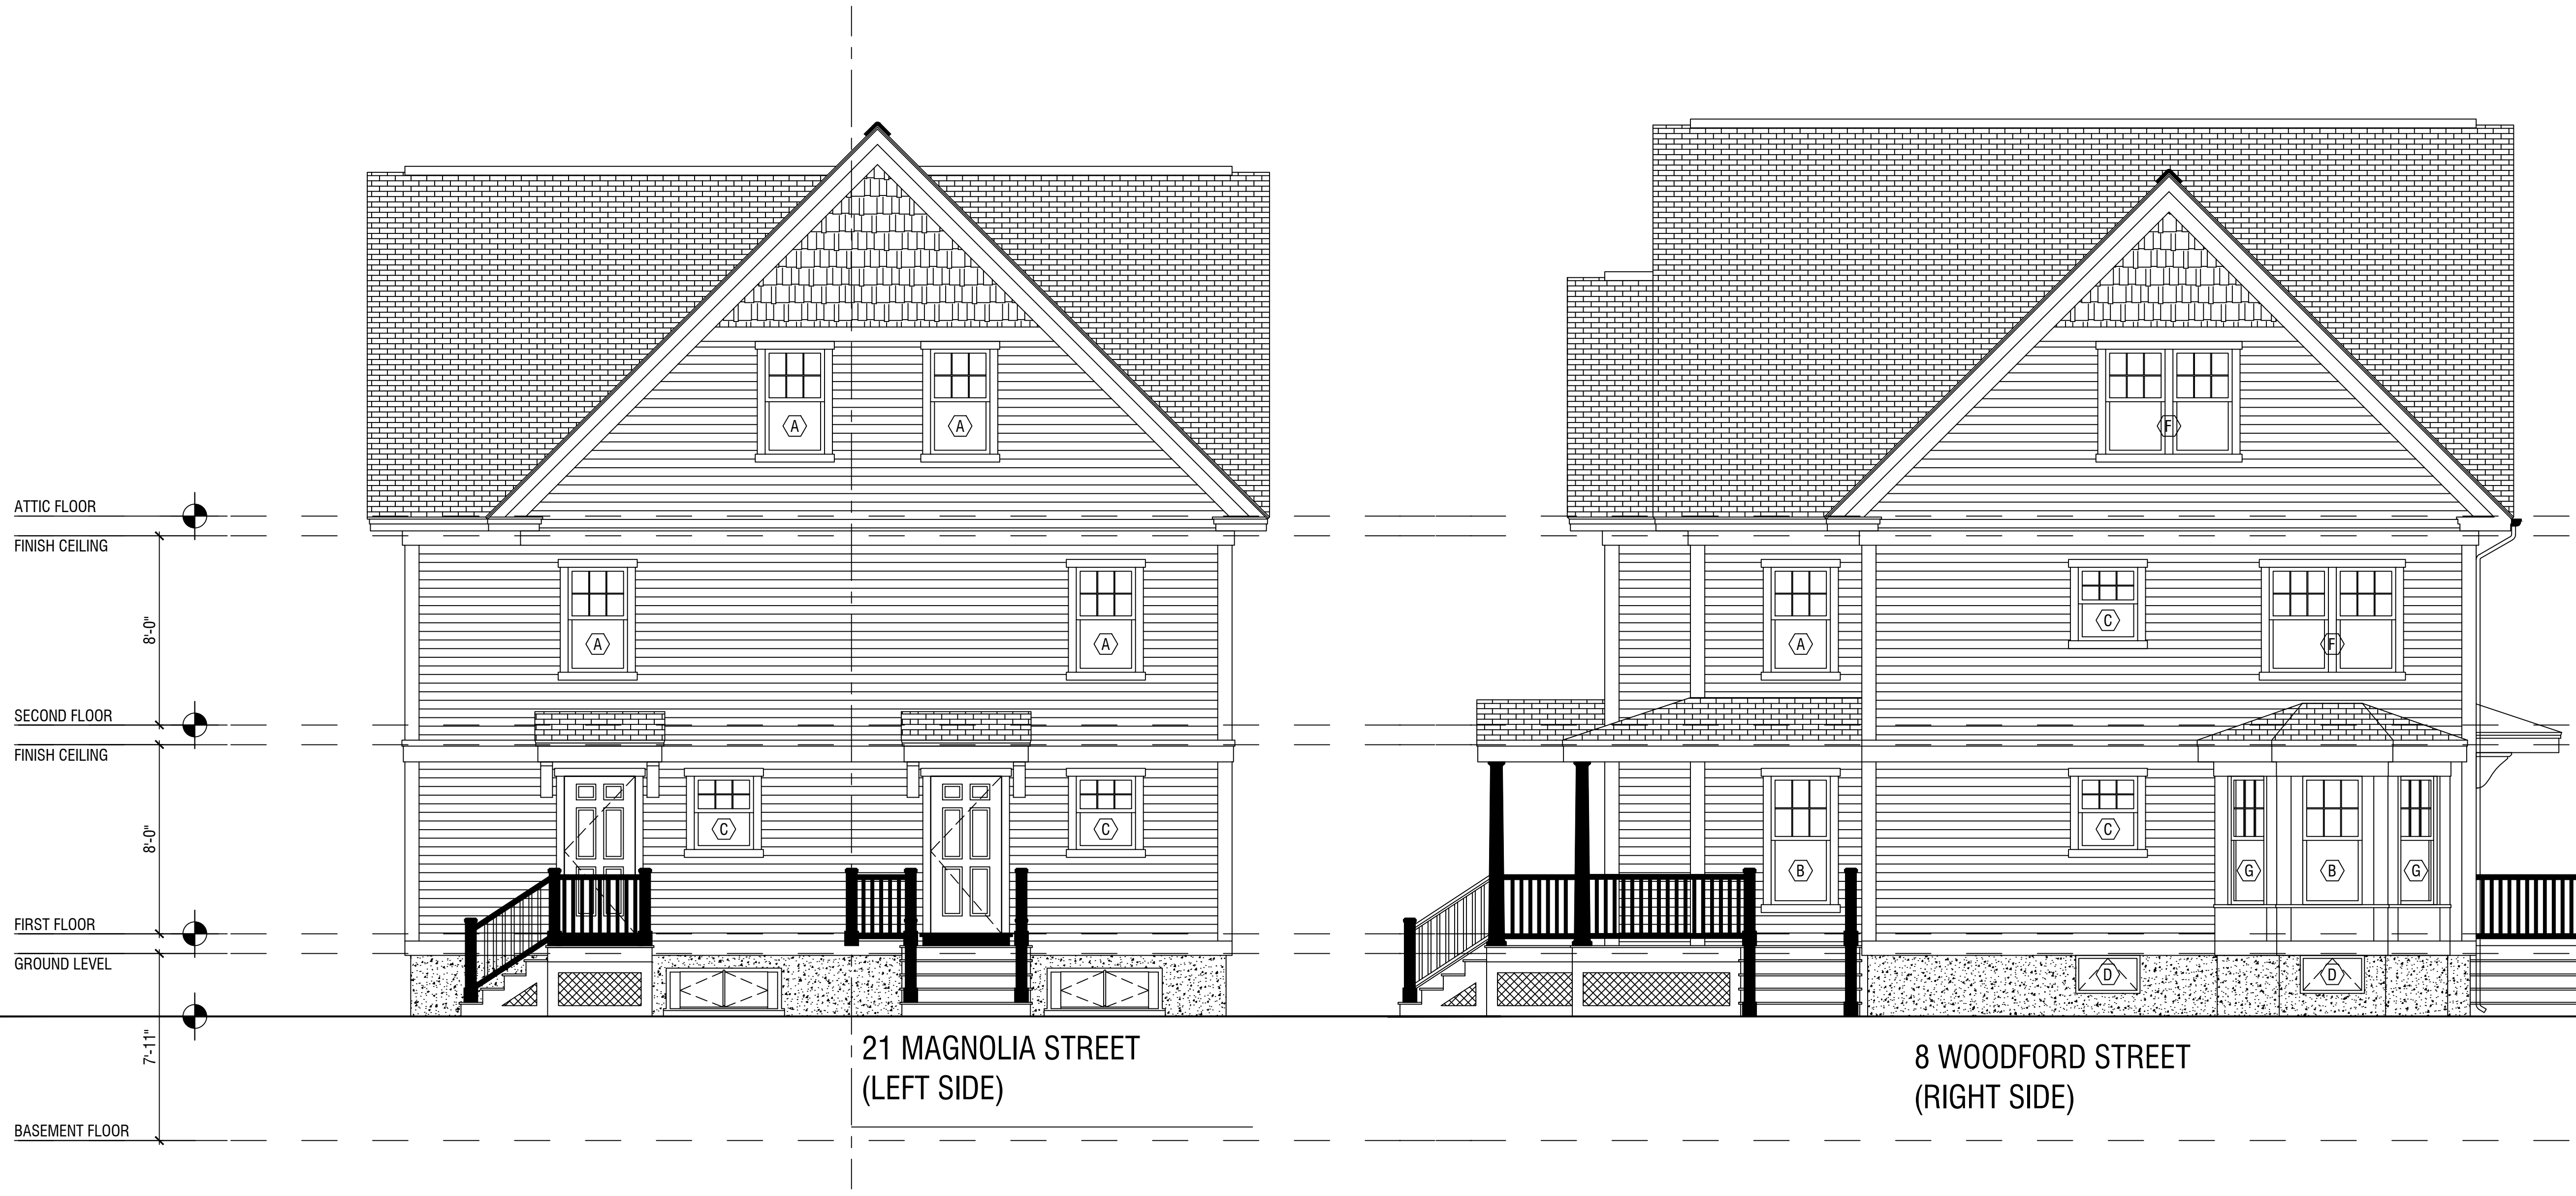 A A
F
ATTIC FLOOR
FINISH CEILING
8'-0"
A A A C F
SECOND FLOOR
FINISH CEILING
8'-0"
C C B C G B G
FIRST FLOOR
GROUND LEVEL
D D
7'-11"
21 MAGNOLIA STREET
(LEFT SIDE)
8 WOODFORD STREET
(RIGHT SIDE)
BASEMENT FLOOR